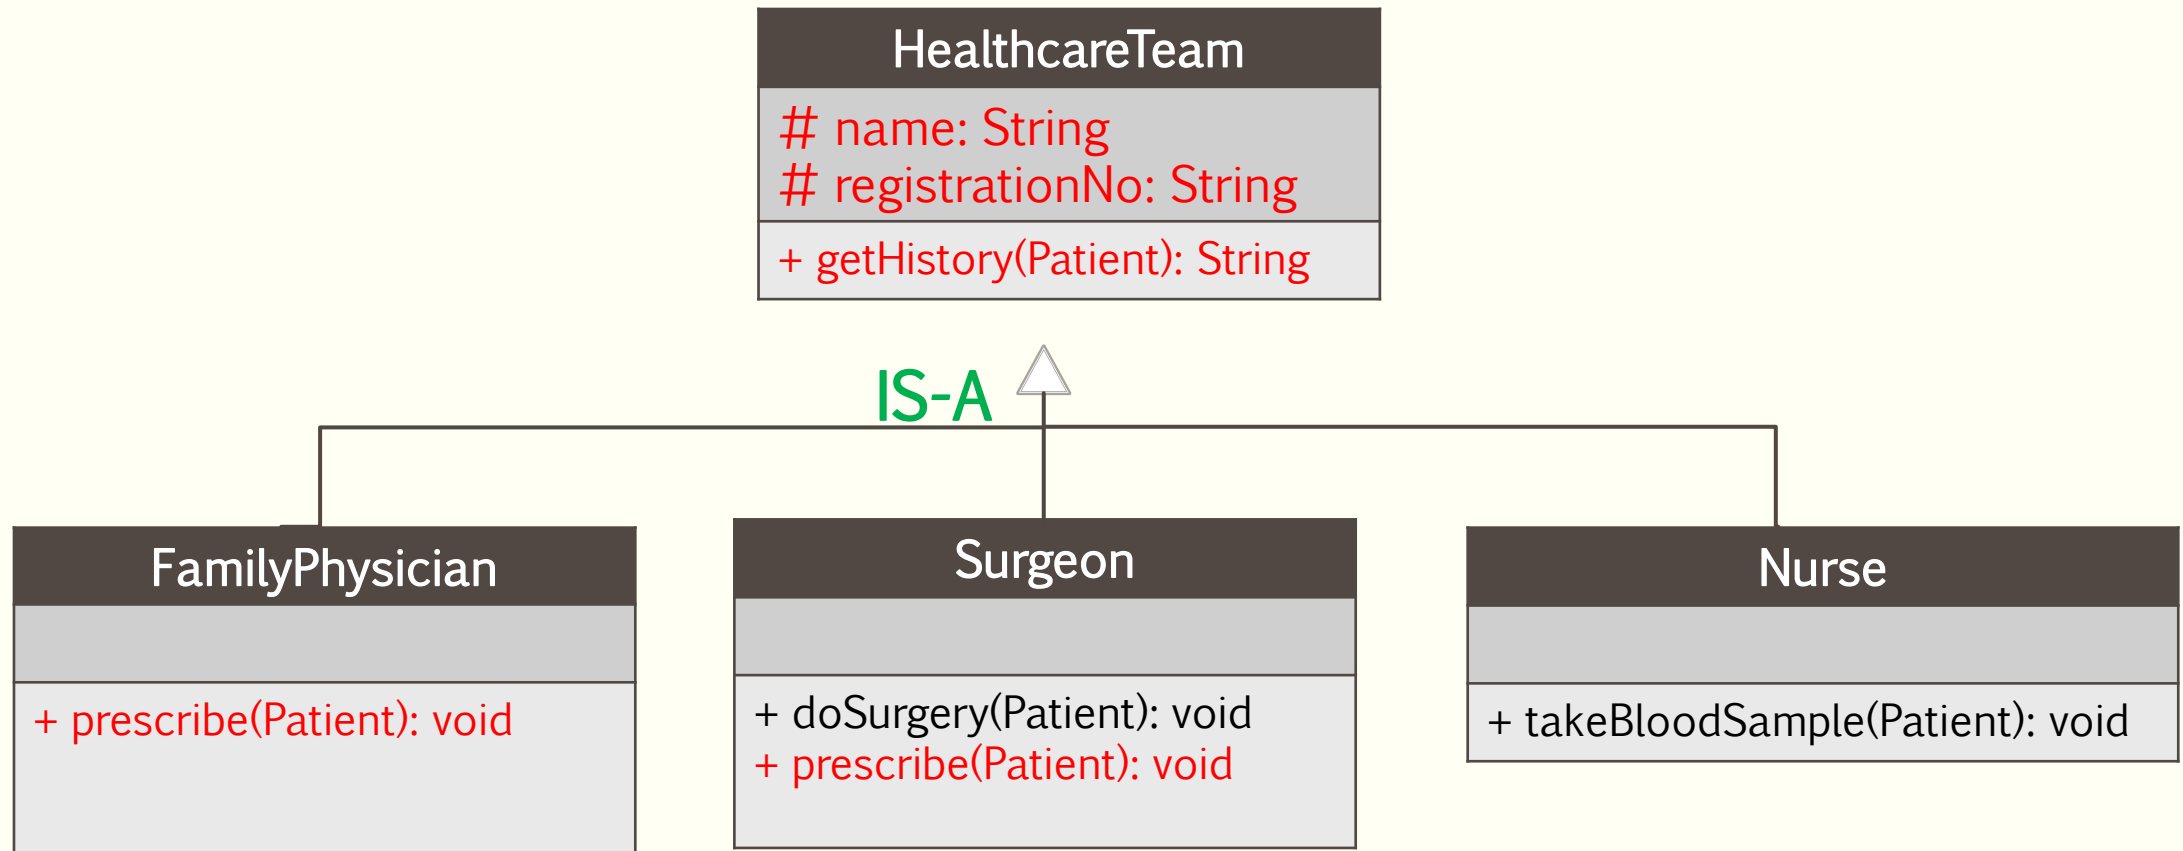 HealthcareTeam
# name: String
# registrationNo: String
+ getHistory(Patient): String
IS-A
FamilyPhysician
+ prescribe(Patient): void
Surgeon
+ doSurgery(Patient): void
+ prescribe(Patient): void
Nurse
+ takeBloodSample(Patient): void